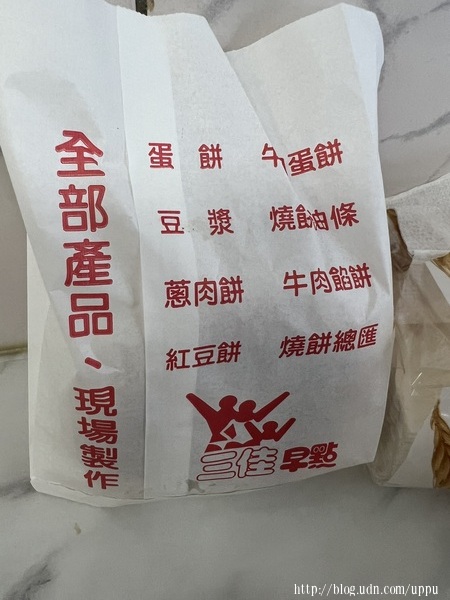 全部產品、現場製作
蛋餅 蛋餅
豆漿 燒餅油條
蔥肉餅 牛肉餡餅
紅豆餅 燒餅總匯
三佳早點
http://blog.udn.com/uppu